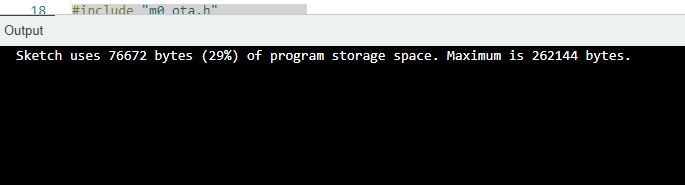 18 #include "m0_ota.h"
Output
Sketch uses 76672 bytes (29%) of program storage space. Maximum is 262144 bytes.